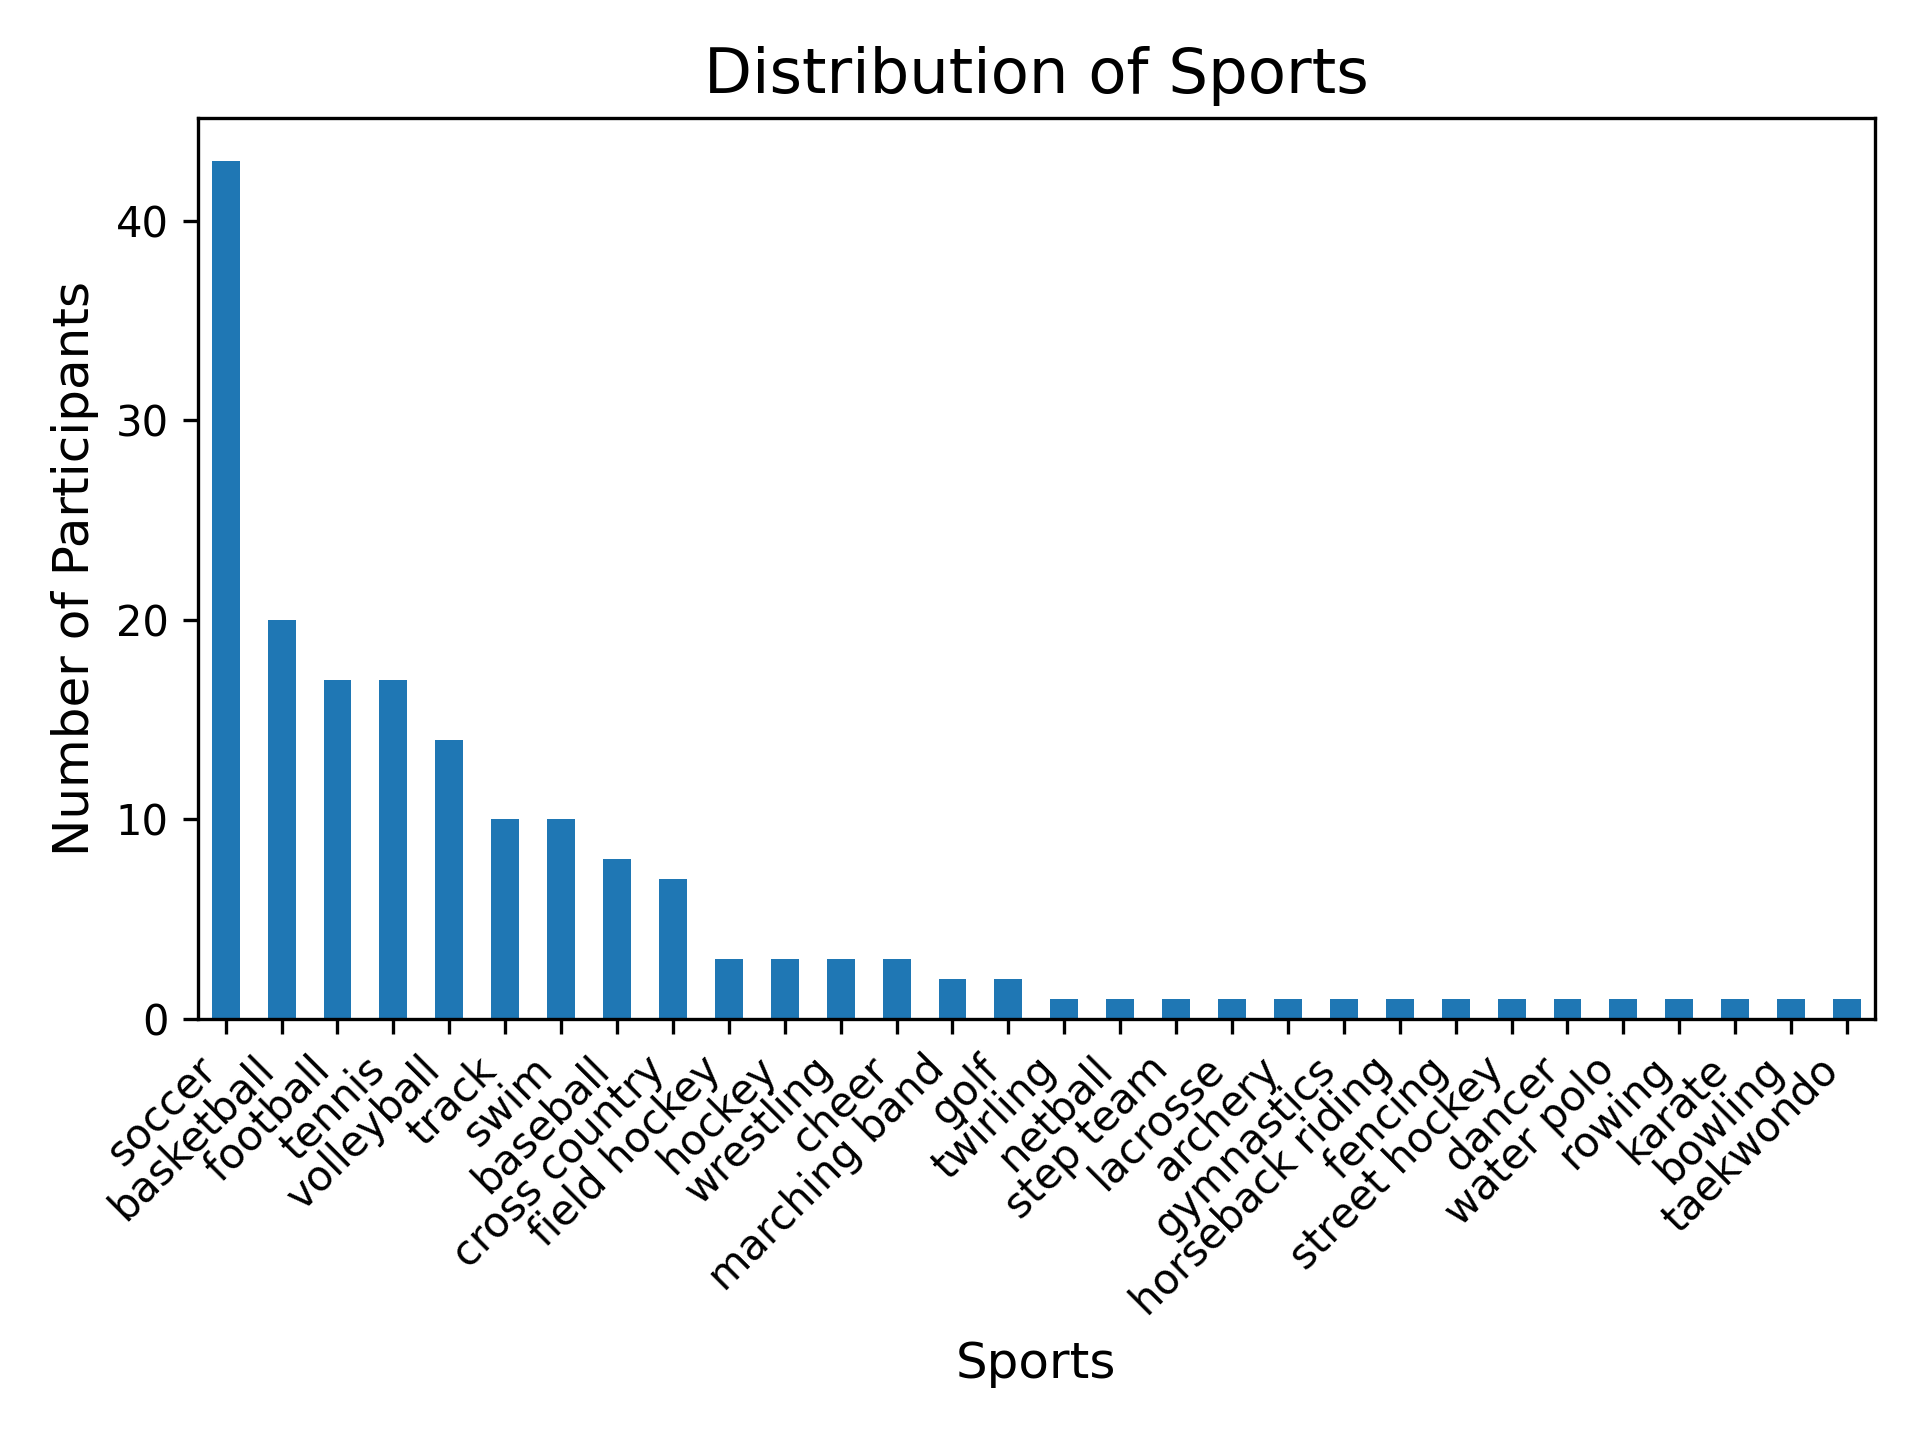 Distribution of Sports
Number of Participants
40
30
20
10
0
soccer
basketball
football
tennis
volleyball
track
swim
baseball
cross country
field hockey
hockey
wrestling
cheer
marching band
golf
twirling
netball
step team
lacrosse
archery
gymnastics
horseback riding
fencing
street hockey
dancer
water polo
rowing
karate
bowling
taekwondo
Sports